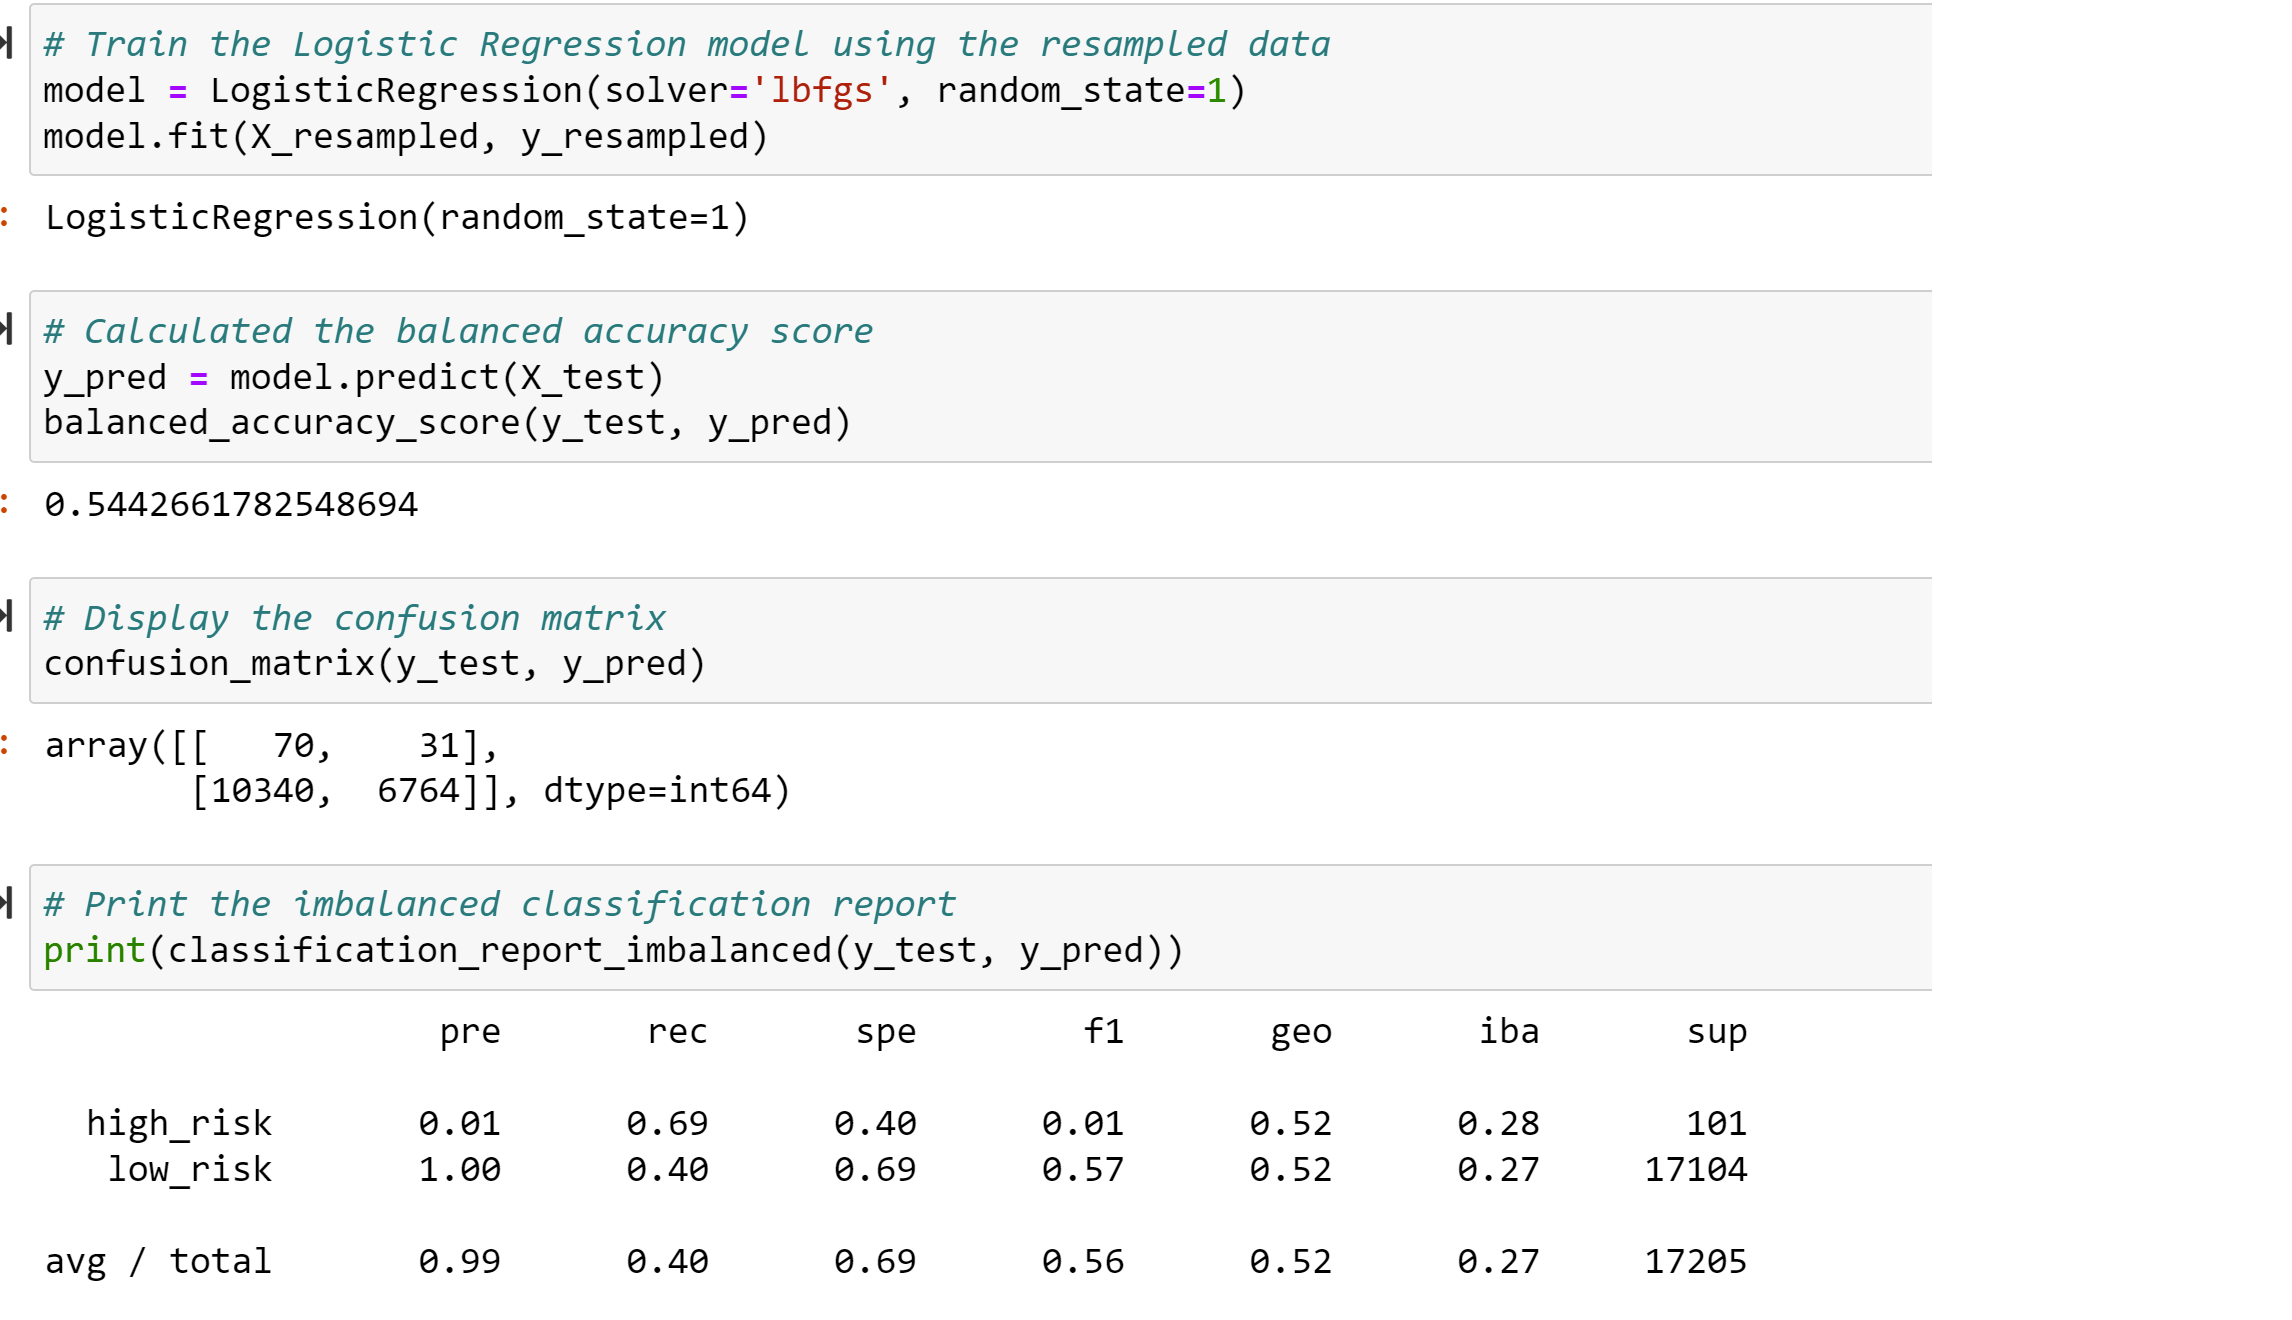 # Train the Logistic Regression model using the resampled data
model = LogisticRegression(solver='lbfgs', random_state=1)
model.fit(X_resampled, y_resampled)
: LogisticRegression(random_state=1)
# Calculated the balanced accuracy score
y_pred = model.predict(X_test)
balanced_accuracy_score(y_test, y_pred)
: 0.5442661782548694
# Display the confusion matrix
confusion_matrix(y_test, y_pred)
: array([[   70,    31],
       [10340,  6764]], dtype=int64)
# Print the imbalanced classification report
print(classification_report_imbalanced(y_test, y_pred))
                   pre       rec       spe        f1       geo       iba       sup
  high_risk       0.01      0.69      0.40      0.01      0.52      0.28       101
   low_risk       1.00      0.40      0.69      0.57      0.52      0.27     17104
avg / total       0.99      0.40      0.69      0.56      0.52      0.27     17205